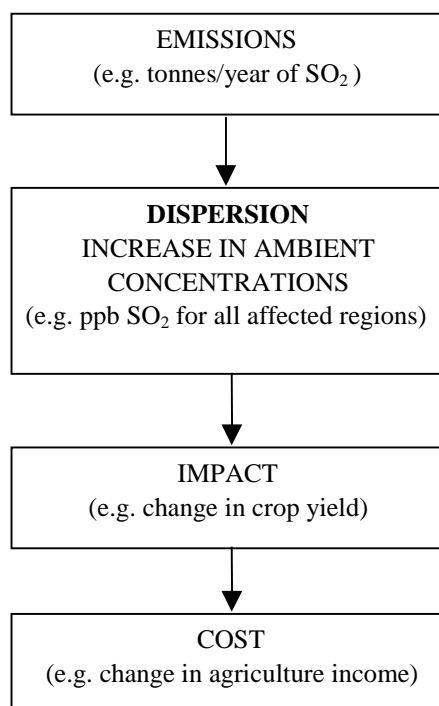 EMISSIONS
(e.g. tonnes/year of SO₂ )
DISPERSION
INCREASE IN AMBIENT
CONCENTRATIONS
(e.g. ppb SO₂ for all affected regions)
IMPACT
(e.g. change in crop yield)
COST
(e.g. change in agriculture income)